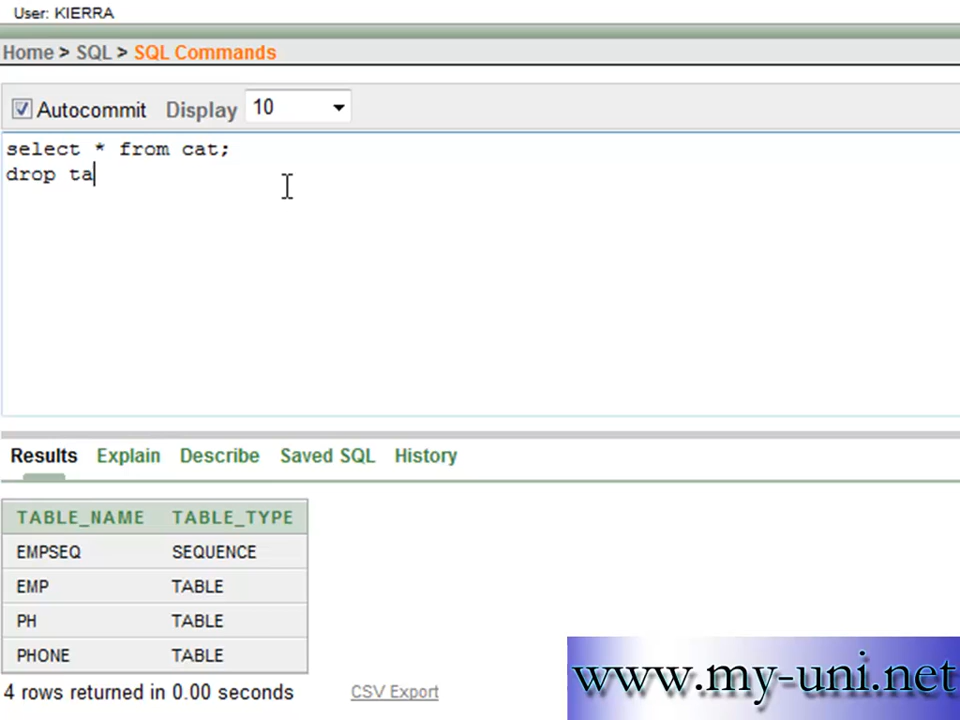 User: KIERRA
Home > SQL > SQL Commands
Autocommit Display 10
select * from cat;
drop ta
Results Explain Describe Saved SQL History
TABLE_NAME TABLE_TYPE
EMPSEQ SEQUENCE
EMP TABLE
PH TABLE
PHONE TABLE
4 rows returned in 0.00 seconds CSV Export
www.my-uni.net